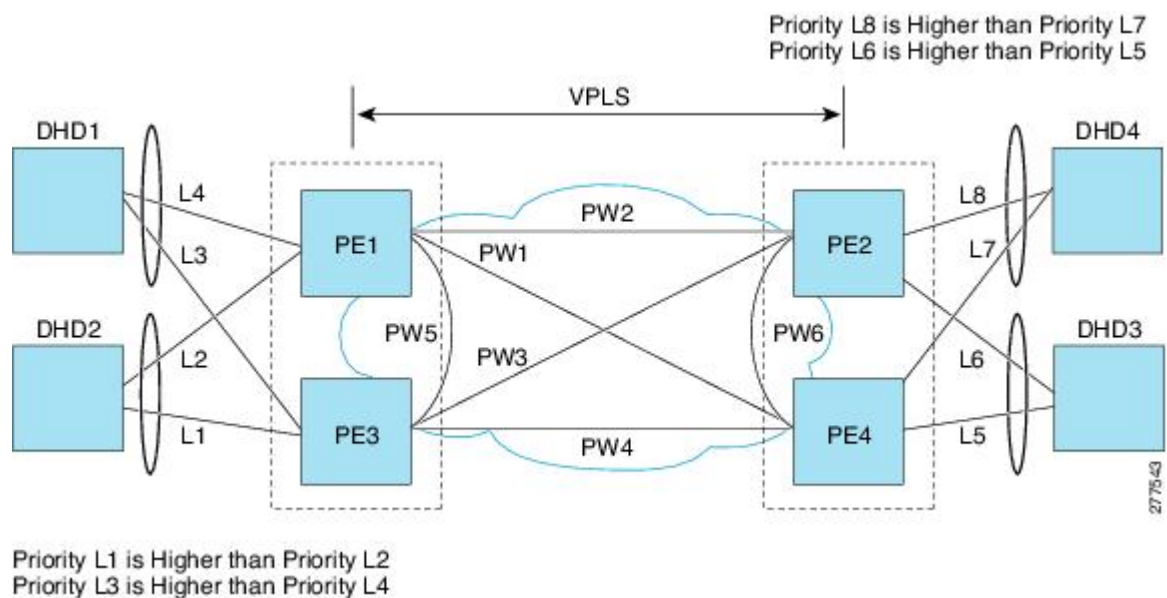 Priority L8 is Higher than Priority L7
Priority L6 is Higher than Priority L5
VPLS
DHD1
DHD4
L4
L8
PW2
PE1
PE2
PW1
L3
L7
DHD2
DHD3
PW5
PW6
L2
PW3
L6
L1
PE3
PW4
PE4
L5
277543
Priority L1 is Higher than Priority L2
Priority L3 is Higher than Priority L4